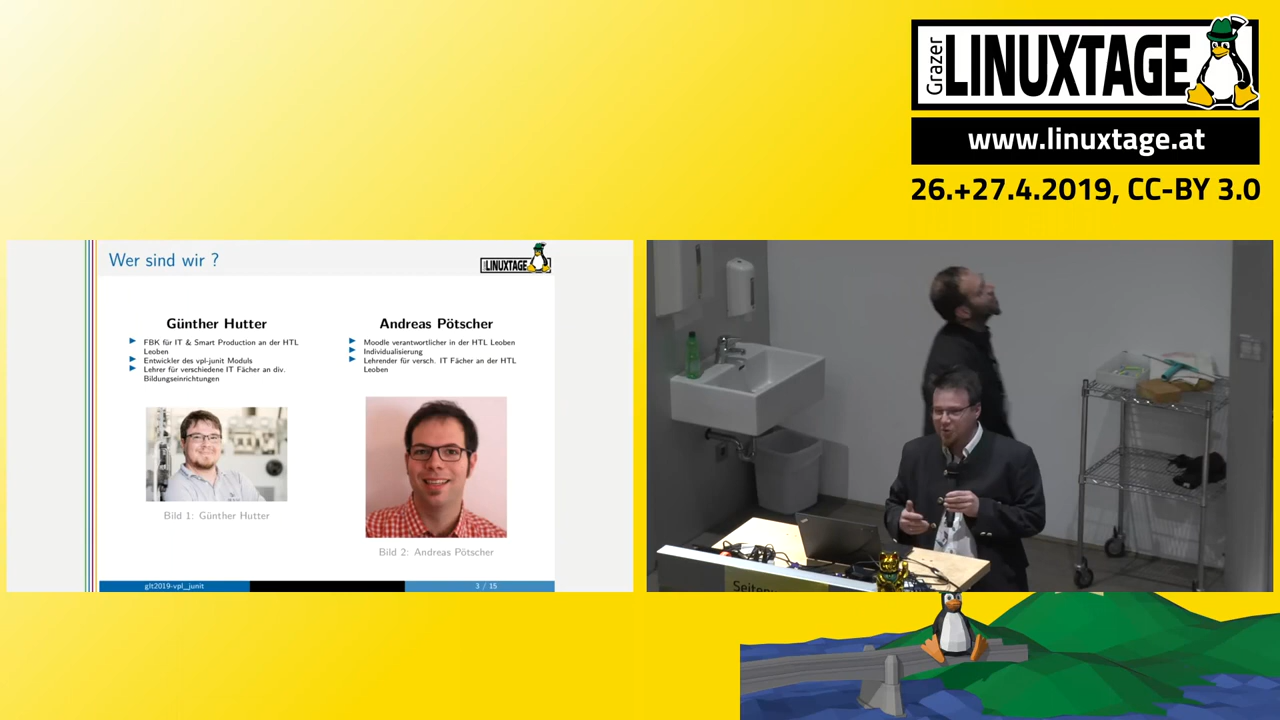 Grazer
LINUXTAGE
www.linuxtage.at
26.+27.4.2019, CC-BY 3.0
Wer sind wir ?
LINUXTAGE
Günther Hutter
FBK für IT & Smart Production an der HTL
Leoben
Entwickler des vpl-junit Moduls
Lehrer für verschiedene IT Fächer an div.
Bildungseinrichtungen
Bild 1: Günther Hutter
Andreas Pötscher
Moodle verantwortlicher in der HTL Leoben
Individualisierung
Lehrender für versch. IT Fächer an der HTL
Leoben
Bild 2: Andreas Pötscher
glt2019-vpl_junit
3 / 15